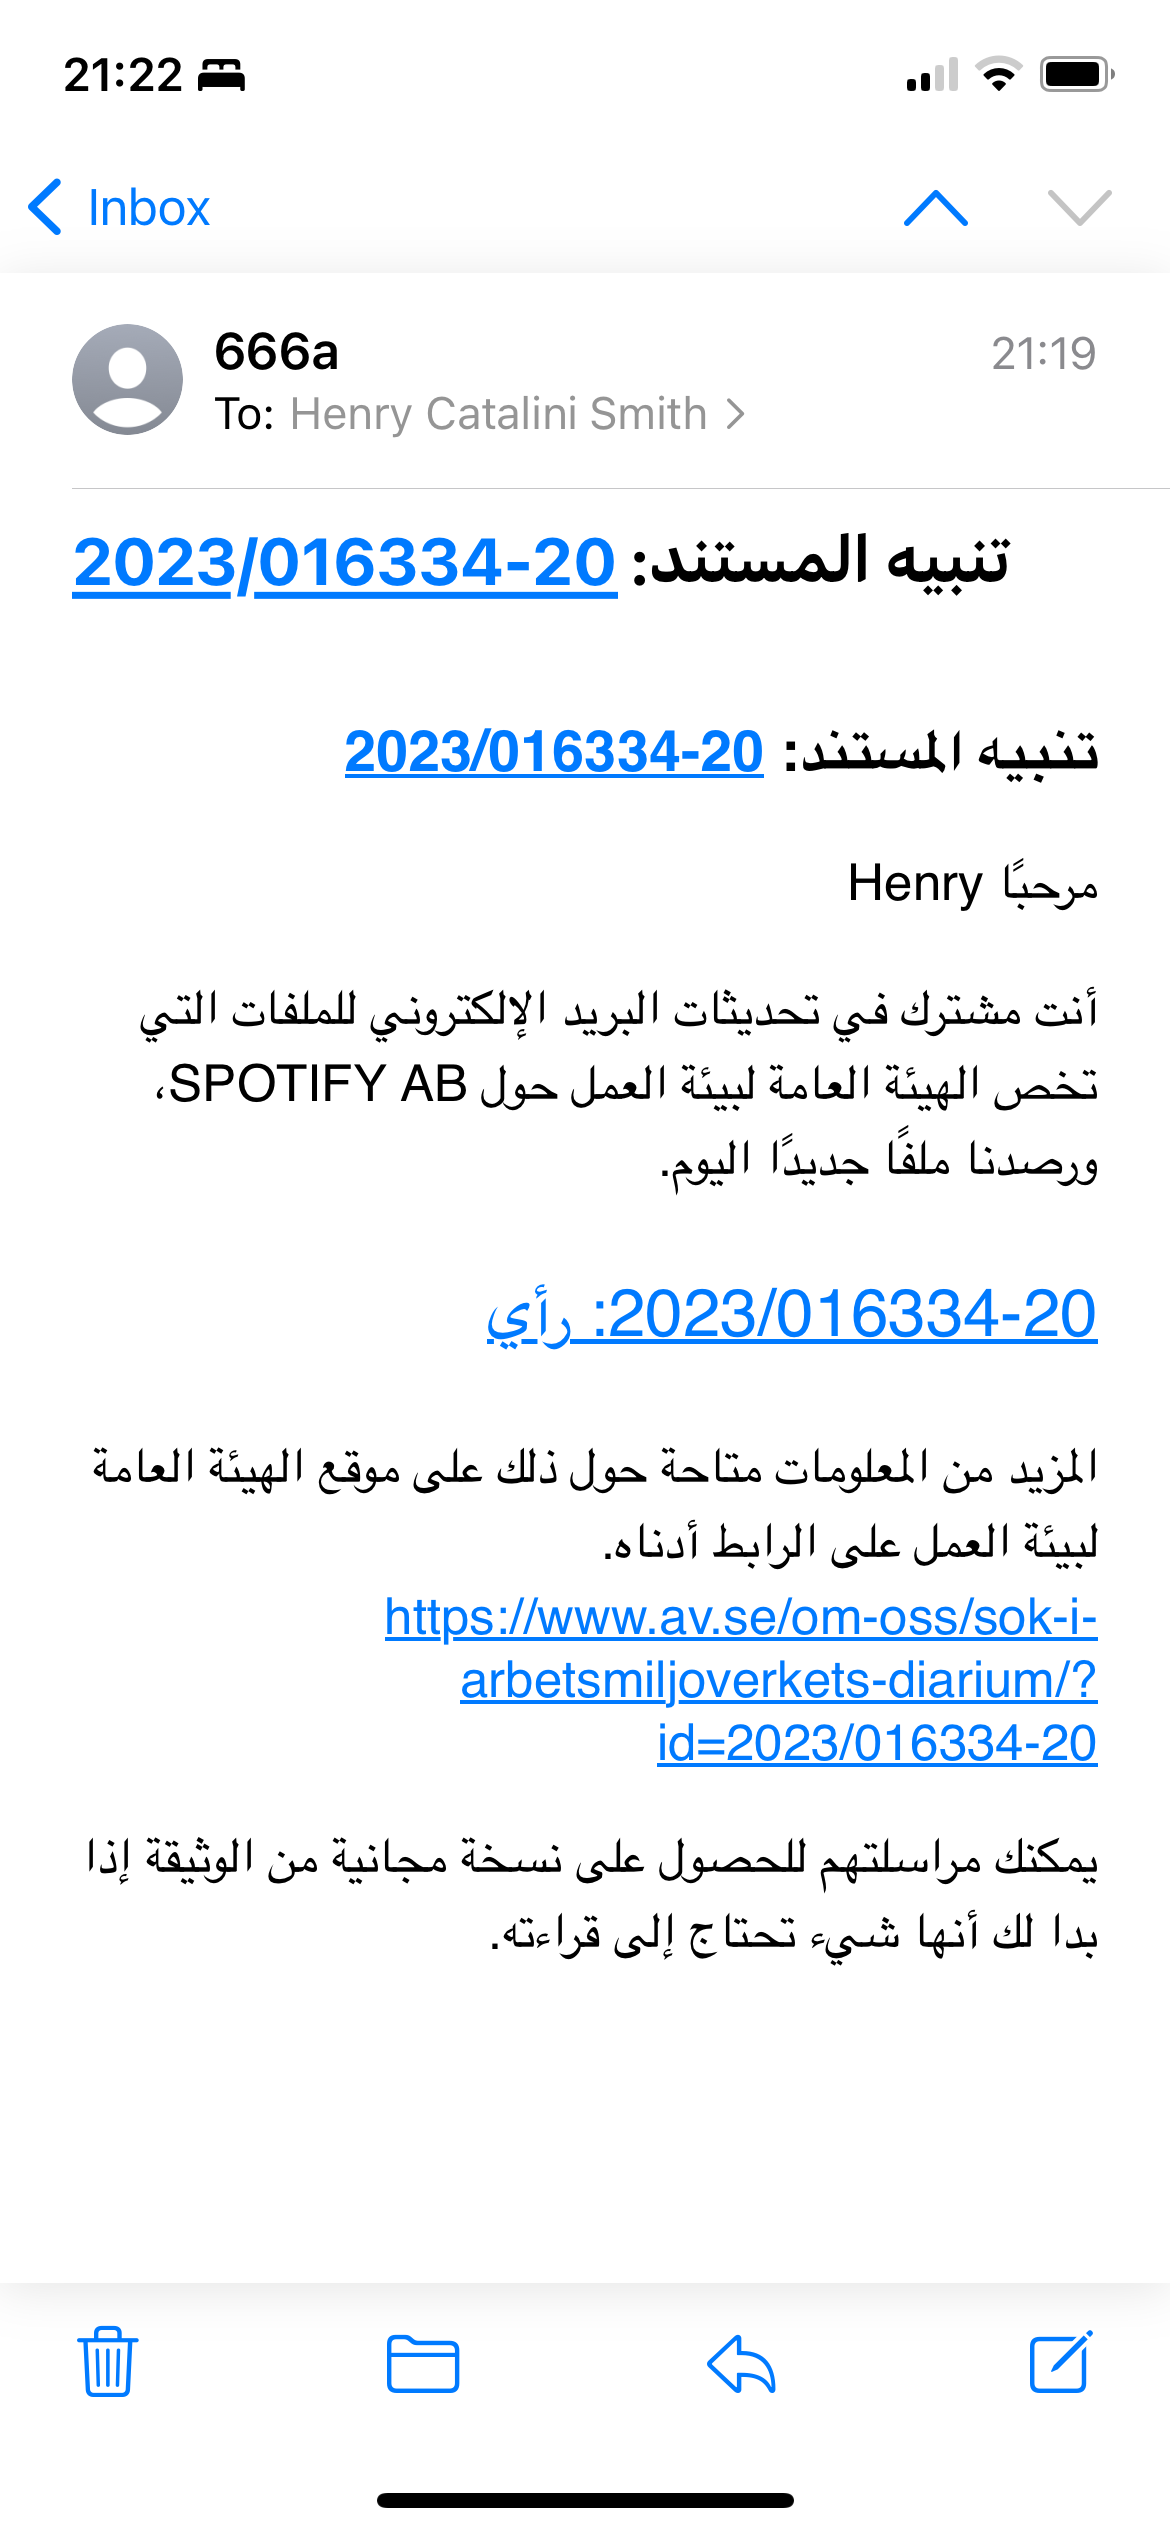 21:22
Inbox
666a
21:19
To: Henry Catalini Smith
تنبيه المستند: 2023/016334-20
تنبيه المستند: 2023/016334-20
مرحبًا Henry
أنت مشترك في تحديثات البريد الإلكتروني للملفات التي
تخص الهيئة العامة لبيئة العمل حول SPOTIFY AB،
ورصدنا ملفًا جديدًا اليوم.
2023/016334-20: رأي
المزيد من المعلومات متاحة حول ذلك على موقع الهيئة العامة
لبيئة العمل على الرابط أدناه.
https://www.av.se/om-oss/sok-i-
arbetsmiljoverkets-diarium/?
id=2023/016334-20
يمكنك مراسلتهم للحصول على نسخة مجانية من الوثيقة إذا
بدا لك أنها شيء تحتاج إلى قراءته.